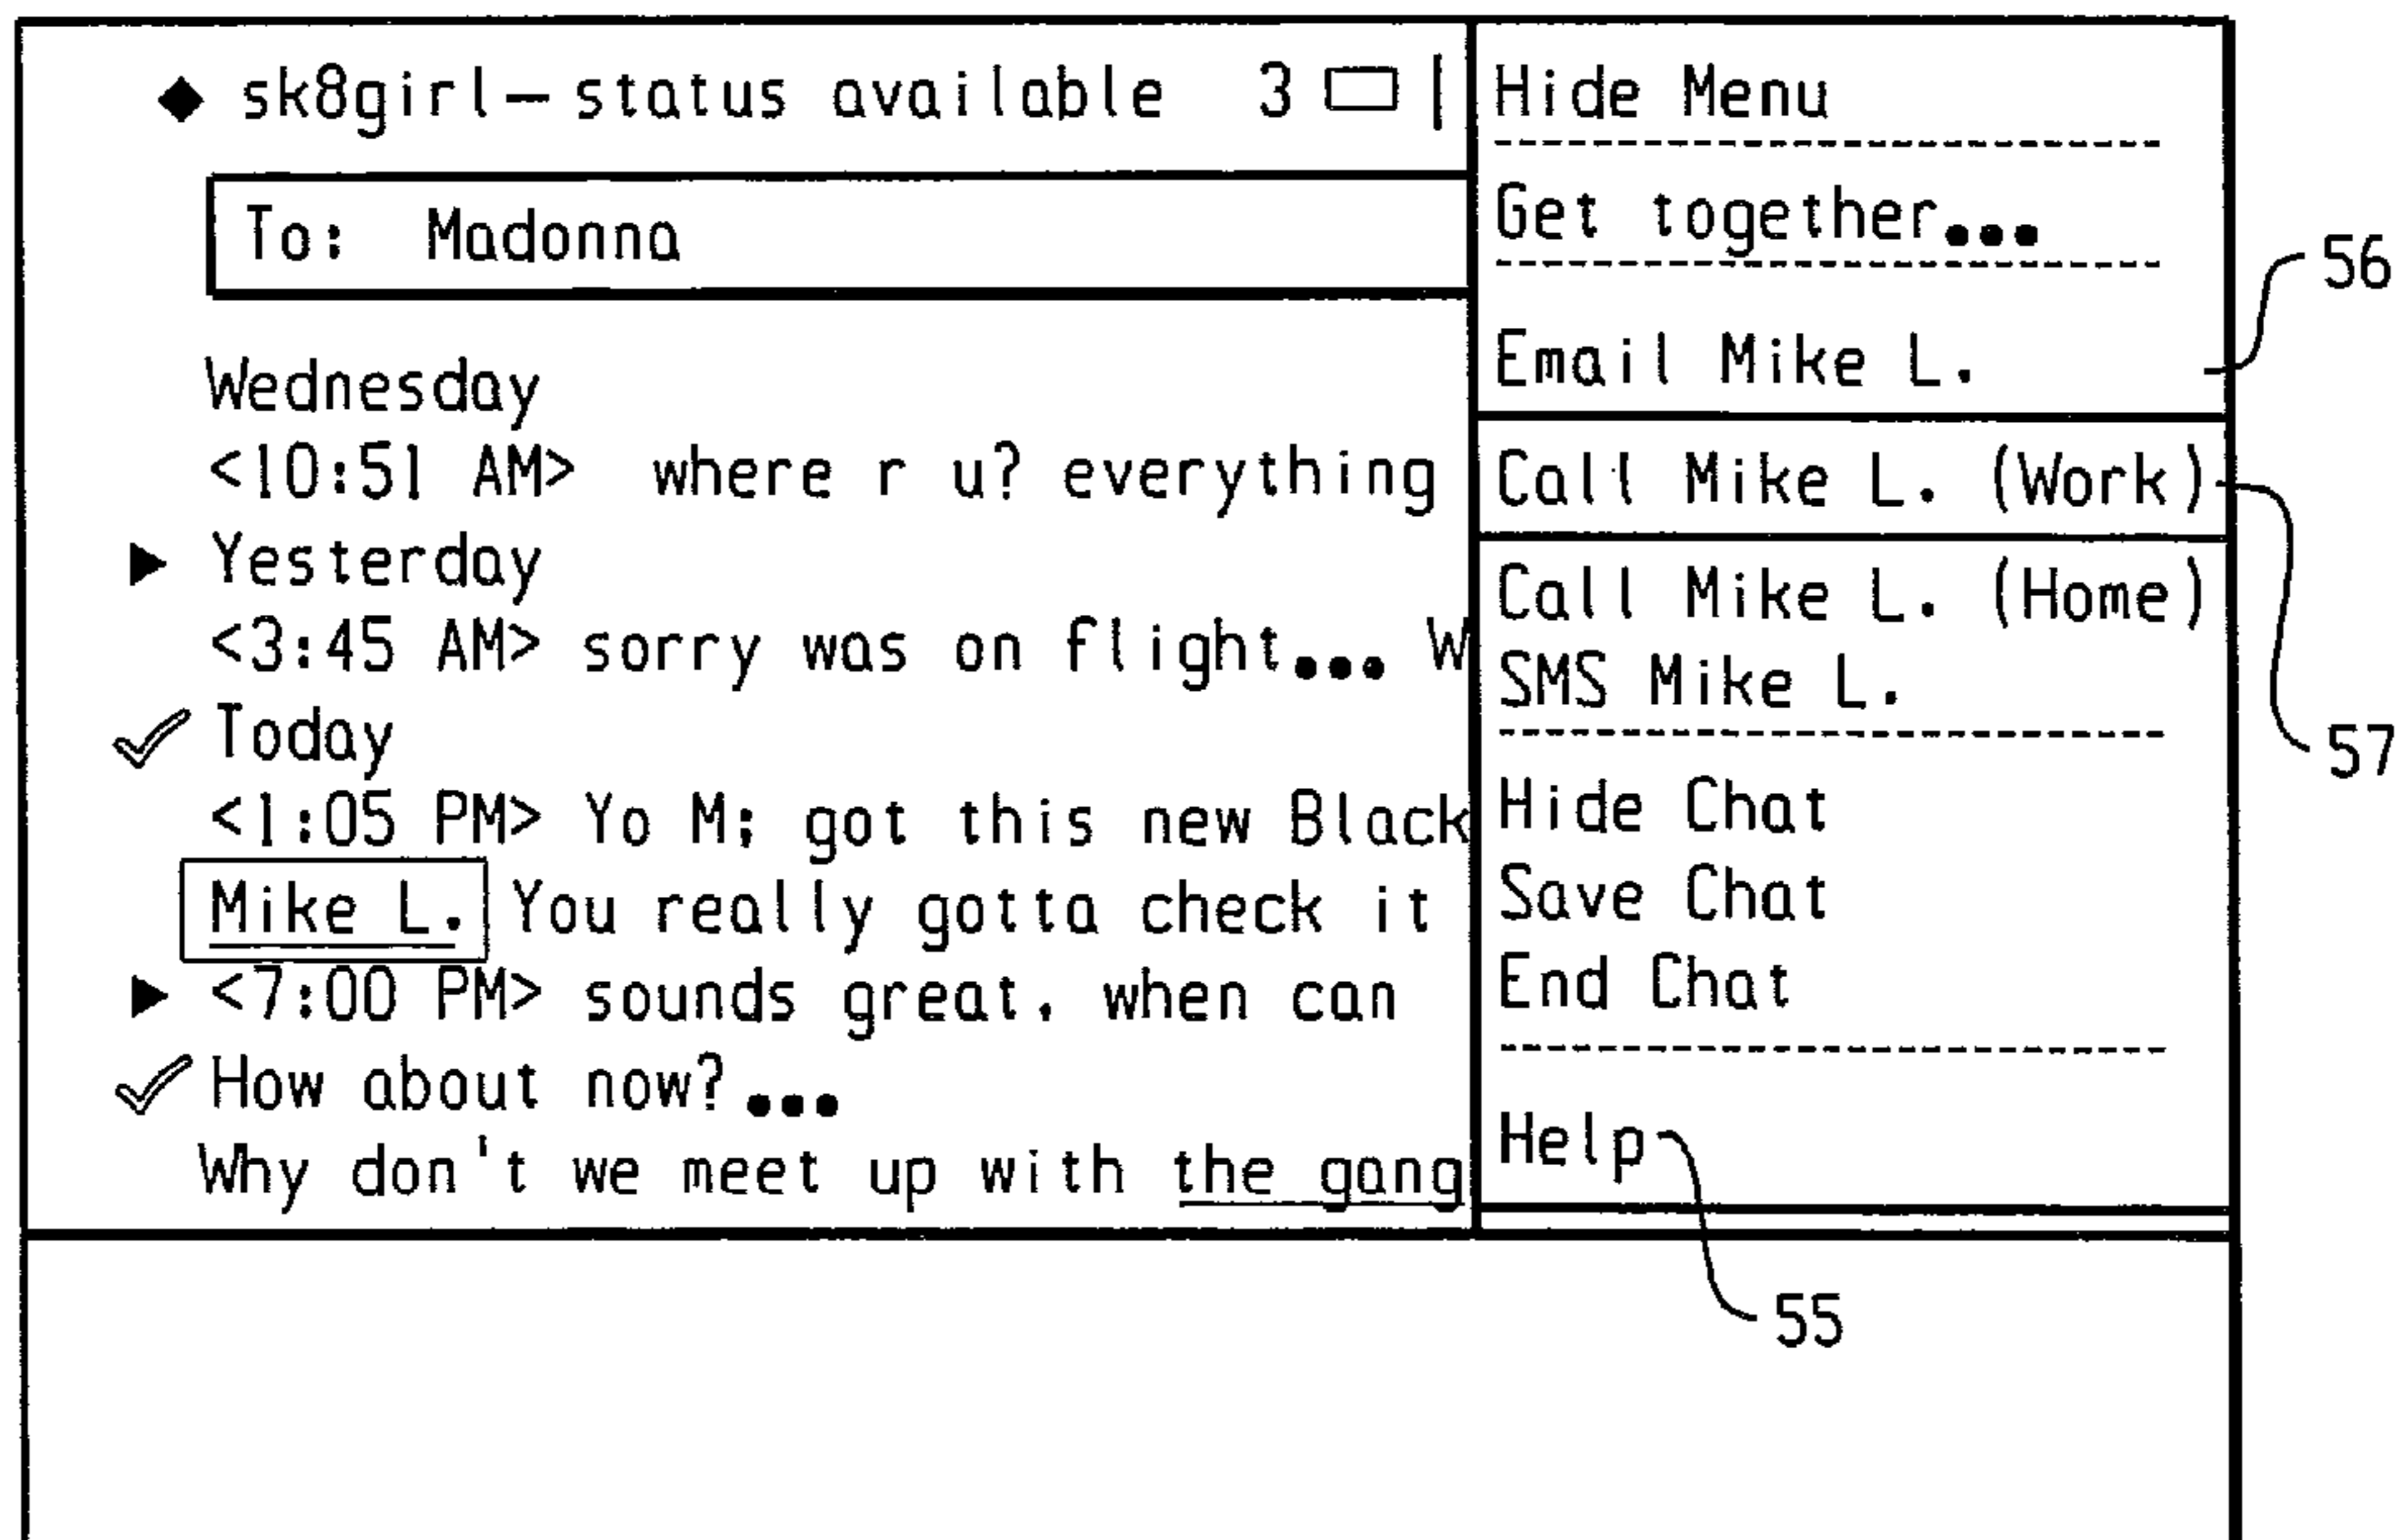 ◆ sk8girl—status available 3
To: Madonna
Wednesday
<10:51 AM> where r u? everything
▶ Yesterday
<3:45 AM> sorry was on flight... W
✓ Today
<1:05 PM> Yo M; got this new Black
Mike L. You really gotta check it
▶ <7:00 PM> sounds great, when can
✓ How about now?...
Why don't we meet up with the gang
Hide Menu
Get together...
Email Mike L.
Call Mike L. (Work)
Call Mike L. (Home)
SMS Mike L.
Hide Chat
Save Chat
End Chat
Help
56
57
55